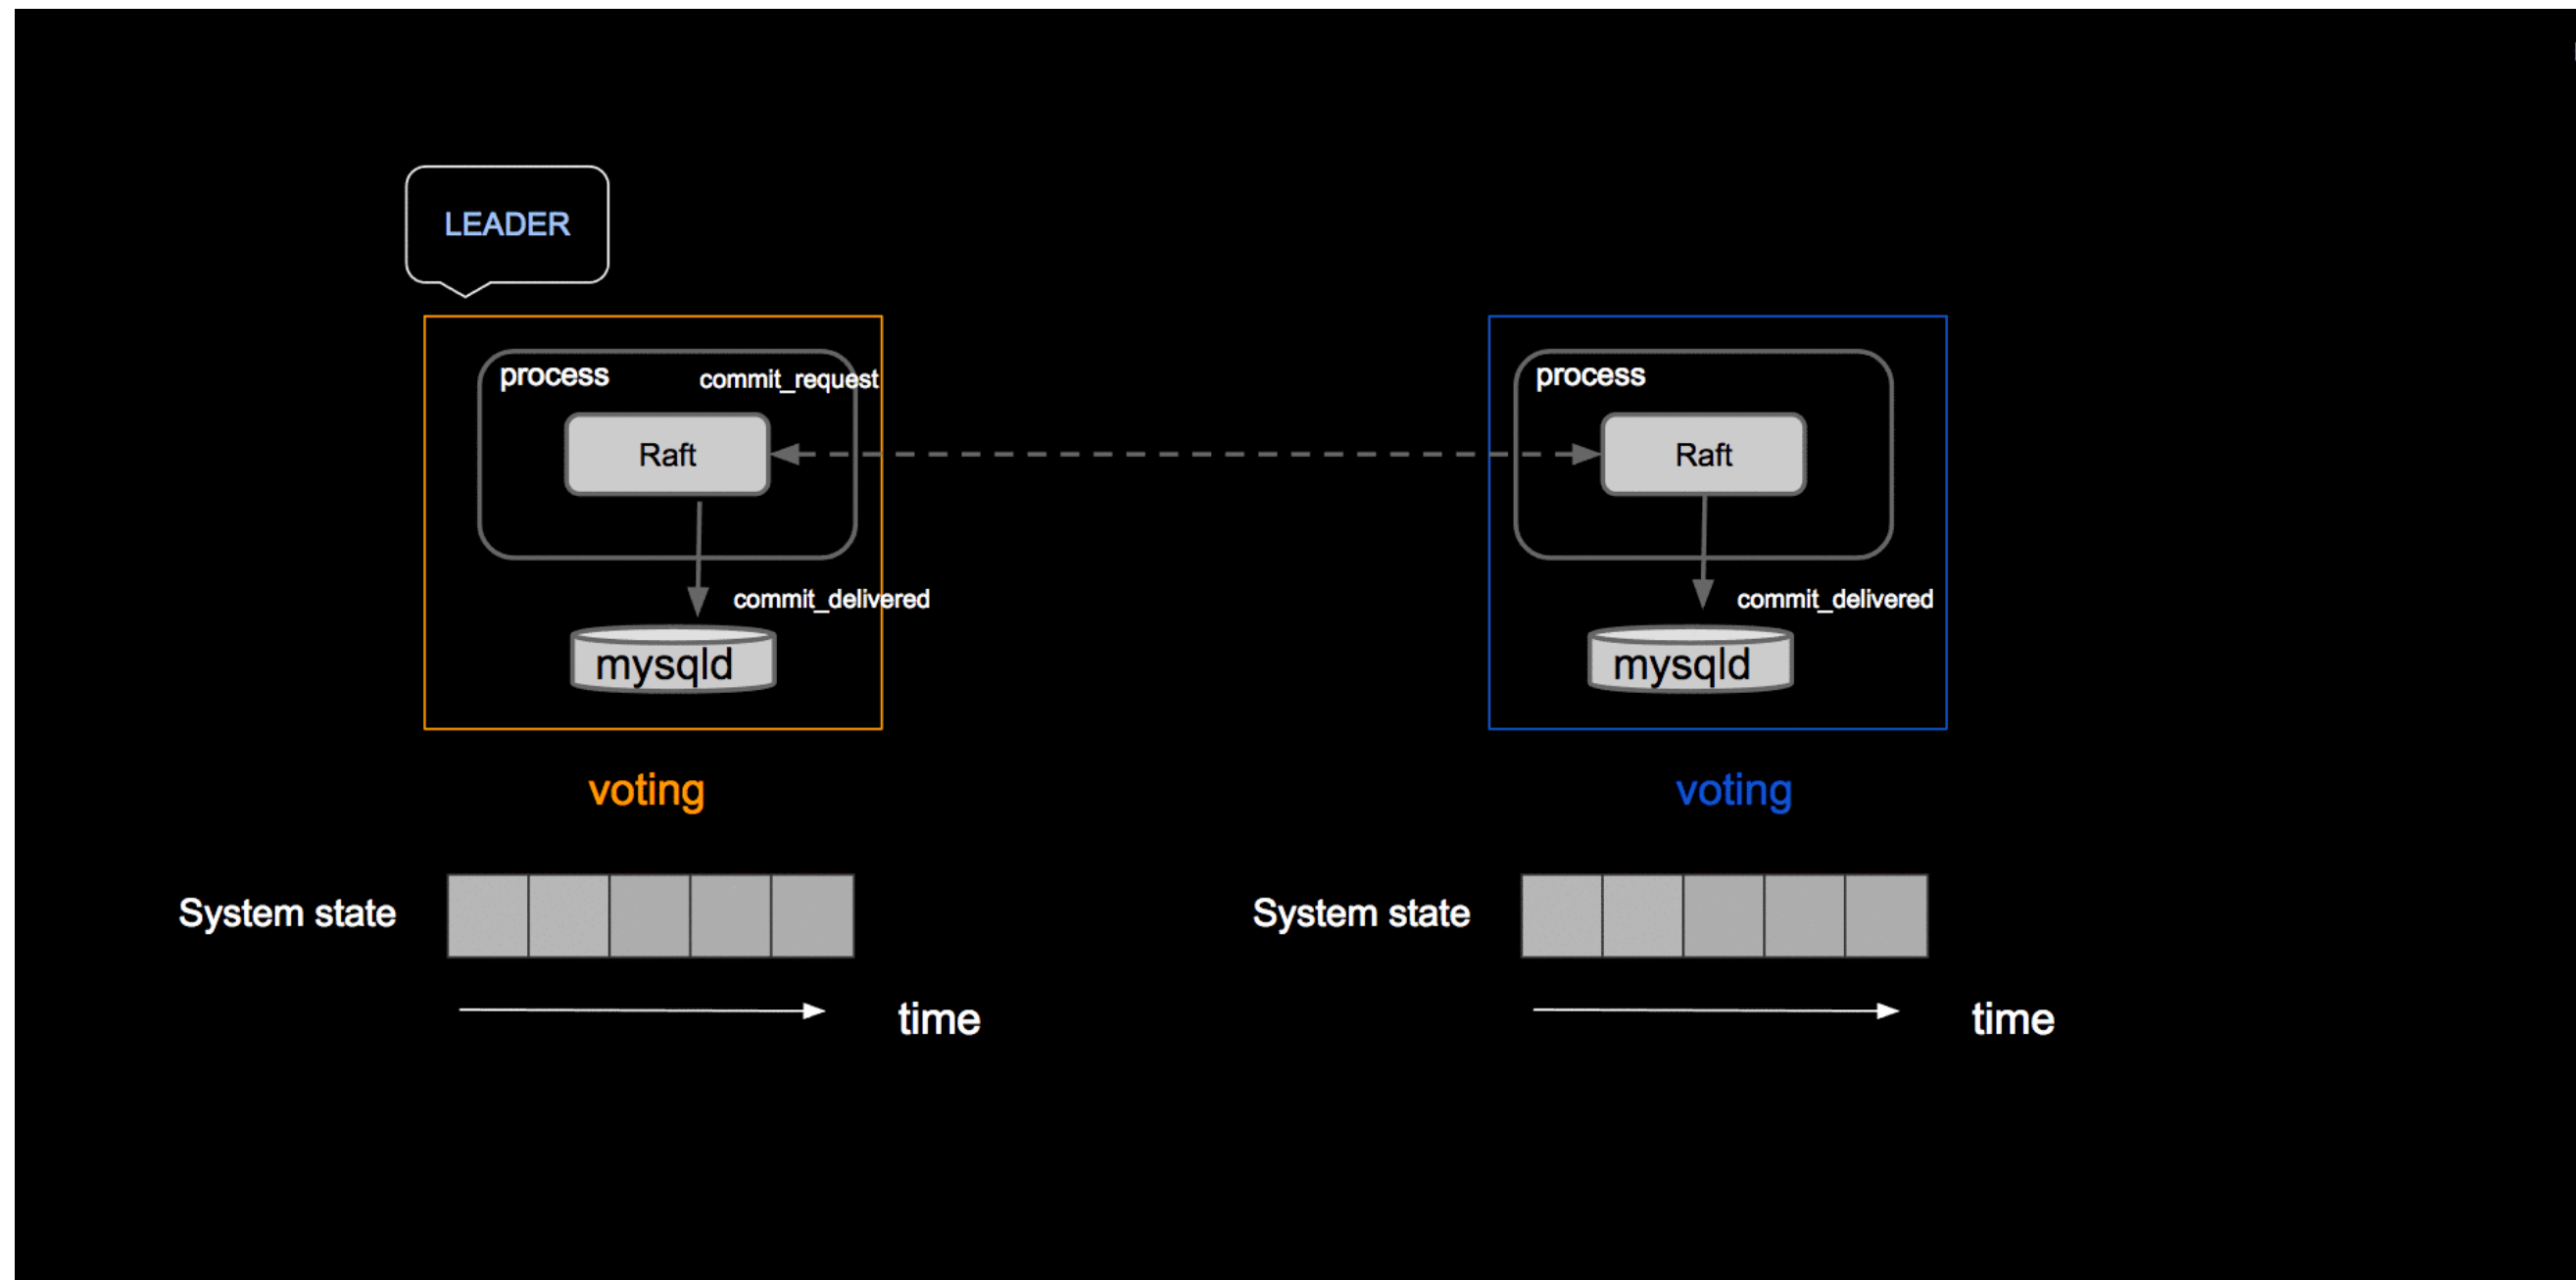 LEADER
process
commit_request
Raft
commit_delivered
mysqld
voting
System state
time
process
Raft
commit_delivered
mysqld
voting
System state
time